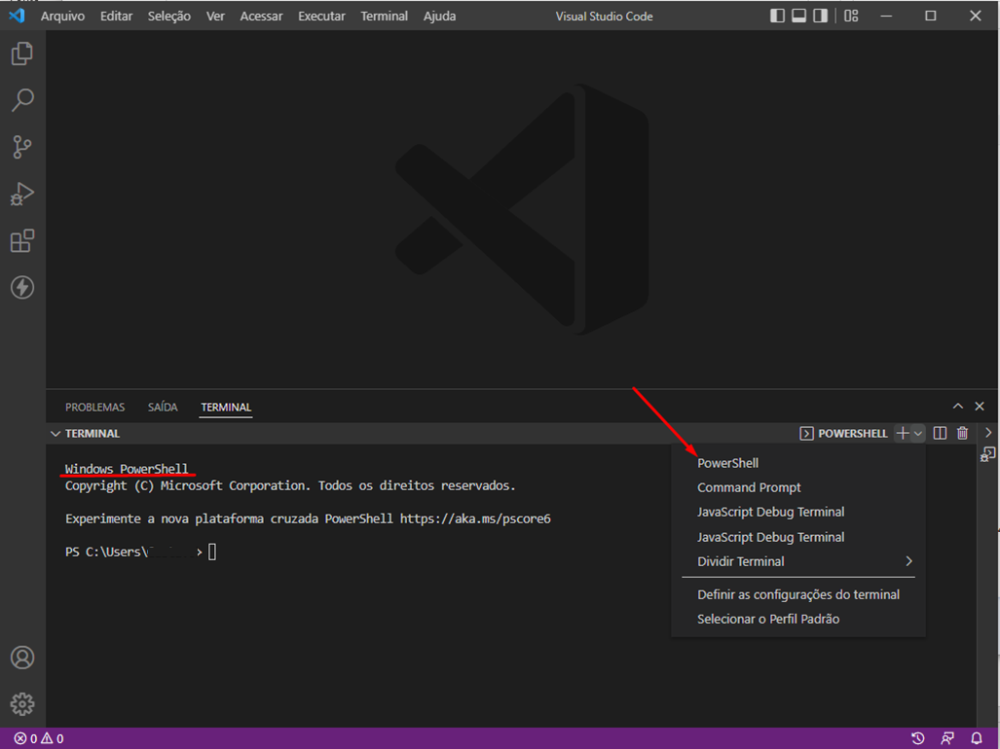 Arquivo Editar Seleção Ver Acessar Executar Terminal Ajuda Visual Studio Code
PROBLEMAS SAÍDA TERMINAL
TERMINAL POWERSHELL
Windows PowerShell
Copyright (C) Microsoft Corporation. Todos os direitos reservados.
Experimente a nova plataforma cruzada PowerShell https://aka.ms/pscore6
PS C:\Users\ >
PowerShell
Command Prompt
JavaScript Debug Terminal
JavaScript Debug Terminal
Dividir Terminal
Definir as configurações do terminal
Selecionar o Perfil Padrão
0 0